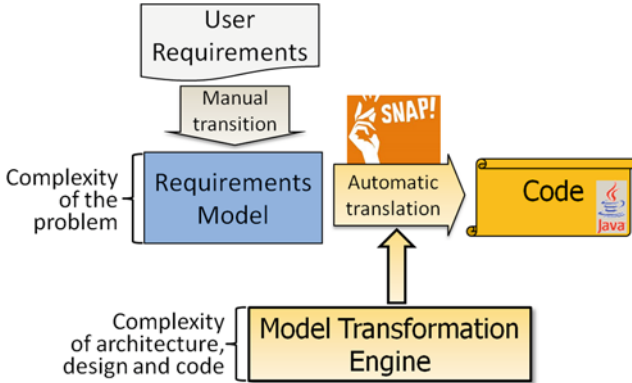 User
Requirements
Manual
transition
SNAP!
Complexity
of the
problem
Requirements
Model
Automatic
translation
Code
Java
Complexity
of architecture,
design and code
Model Transformation
Engine